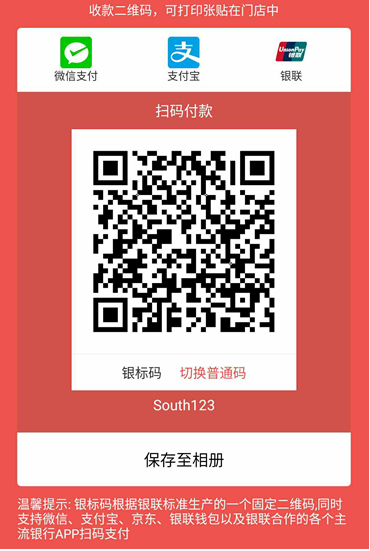 收款二维码，可打印张贴在门店中
微信支付
支付宝
UnionPay
银联
银联
扫码付款
银标码 切换普通码
South123
保存至相册
温馨提示: 银标码根据银联标准生产的一个固定二维码,同时
支持微信、支付宝、京东、银联钱包以及银联合作的各个主
流银行APP扫码支付